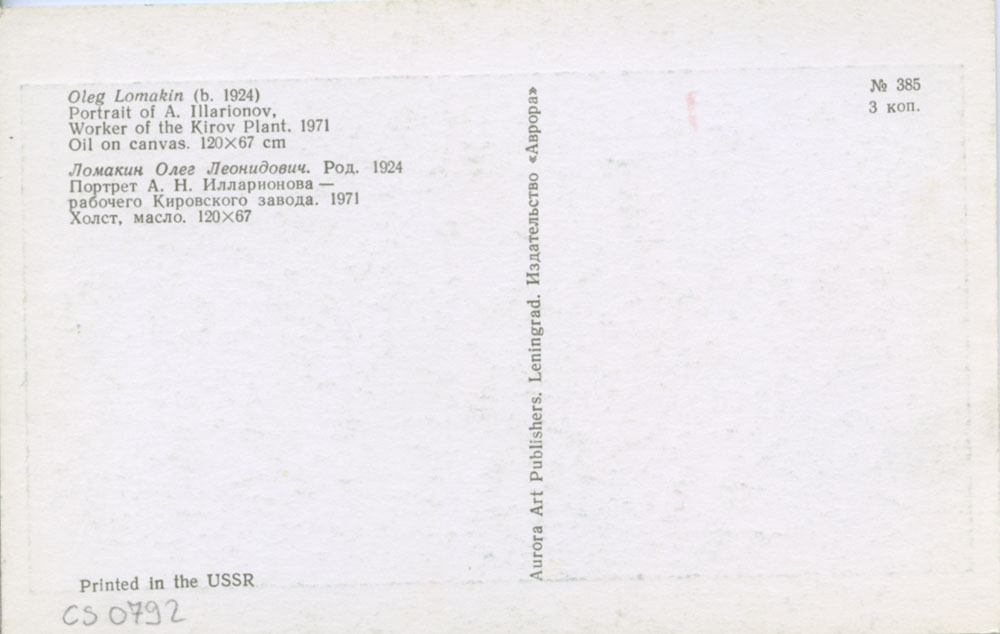 Oleg Lomakin (b. 1924)
Portrait of A. Illarionov,
Worker of the Kirov Plant. 1971
Oil on canvas. 120×67 cm
Ломакин Олег Леонидович. Род. 1924
Портрет А. Н. Илларионова —
рабочего Кировского завода. 1971
Холст, масло. 120×67
Printed in the USSR
CS 0792
Aurora Art Publishers. Leningrad. Издательство «Аврора»
№ 385
3 коп.